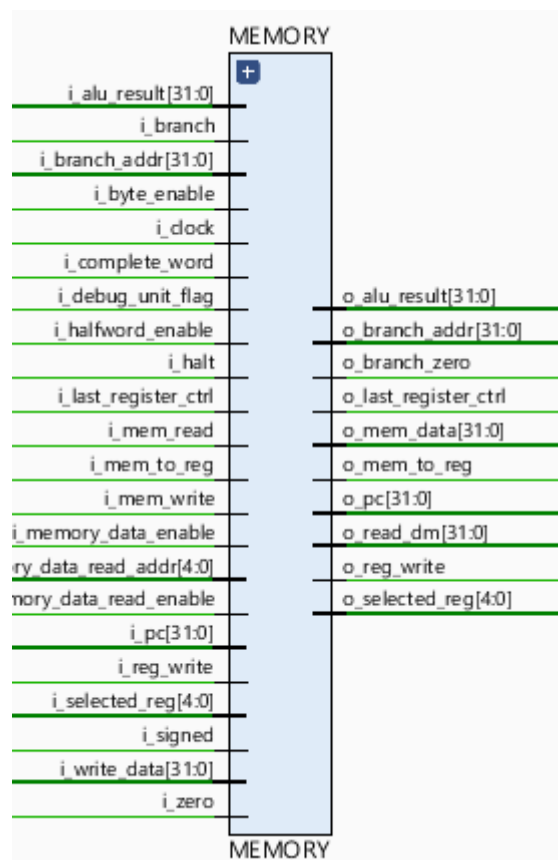 MEMORY
i_alu_result[31:0]
i_branch
i_branch_addr[31:0]
i_byte_enable
i_clock
i_complete_word
i_debug_unit_flag
i_halfword_enable
i_halt
i_last_register_ctrl
i_mem_read
i_mem_to_reg
i_mem_write
i_memory_data_enable
ry_data_read_addr[4:0]
mory_data_read_enable
i_pc[31:0]
i_reg_write
i_selected_reg[4:0]
i_signed
i_write_data[31:0]
i_zero
o_alu_result[31:0]
o_branch_addr[31:0]
o_branch_zero
o_last_register_ctrl
o_mem_data[31:0]
o_mem_to_reg
o_pc[31:0]
o_read_dm[31:0]
o_reg_write
o_selected_reg[4:0]
MEMORY